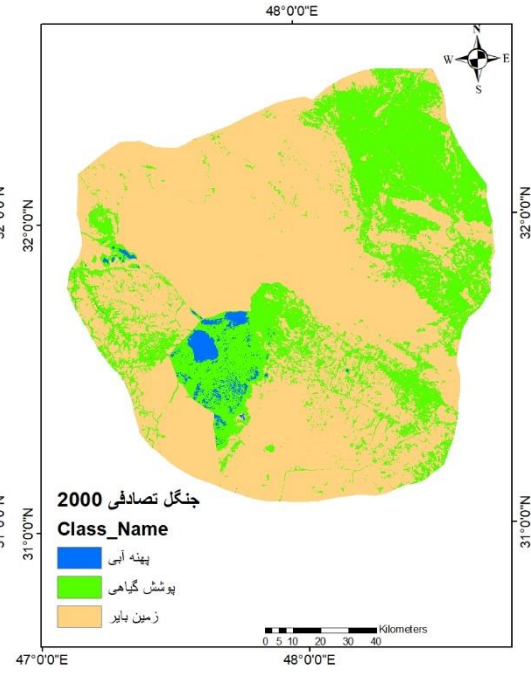 48°0'0"E
N
W E
S
32°0'0"N
32°0'0"N
جنگل تصادفی 2000
Class_Name
پهنه آبی
پوشش گیاهی
زمین بایر
31°0'0"N
31°0'0"N
Kilometers
0 5 10 20 30 40
47°0'0"E
48°0'0"E